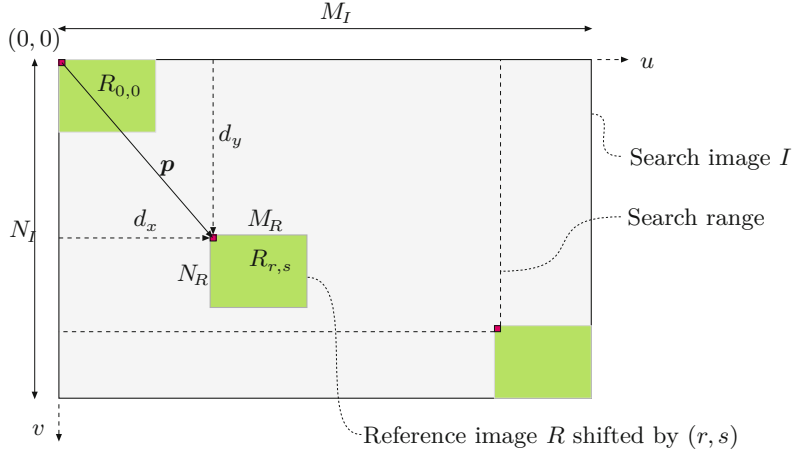 M_I
(0, 0)
u
R_{0,0}
d_y
Search image I
p
d_x
M_R
Search range
N_I
R_{r,s}
N_R
v
Reference image R shifted by (r, s)